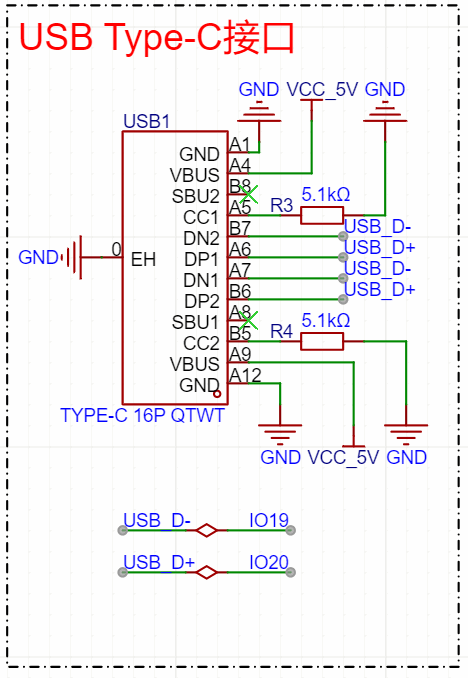 USB Type-C接口
GND VCC_5V GND
USB1
GND A1
VBUS A4
SBU2 B8
CC1 A5 R3 5.1kΩ
DN2 B7 USB_D-
DP1 A6 USB_D+
DN1 A7 USB_D-
DP2 B6 USB_D+
SBU1 A8
CC2 B5 R4 5.1kΩ
VBUS A9
GND A12
GND 0 EH
TYPE-C 16P QTWT
GND VCC_5V GND
USB_D- IO19
USB_D+ IO20